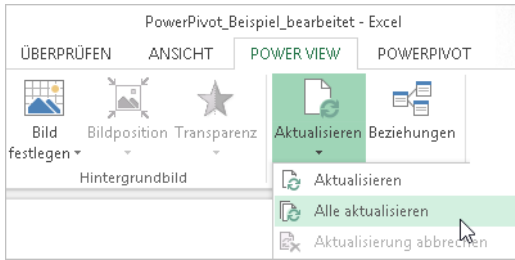 PowerPivot_Beispiel_bearbeitet - Excel
ÜBERPRÜFEN ANSICHT POWER VIEW POWERPIVOT
Bild Bildposition Transparenz Aktualisieren Beziehungen
festlegen
Hintergrundbild
Aktualisieren
Alle aktualisieren
Aktualisierung abbrechen